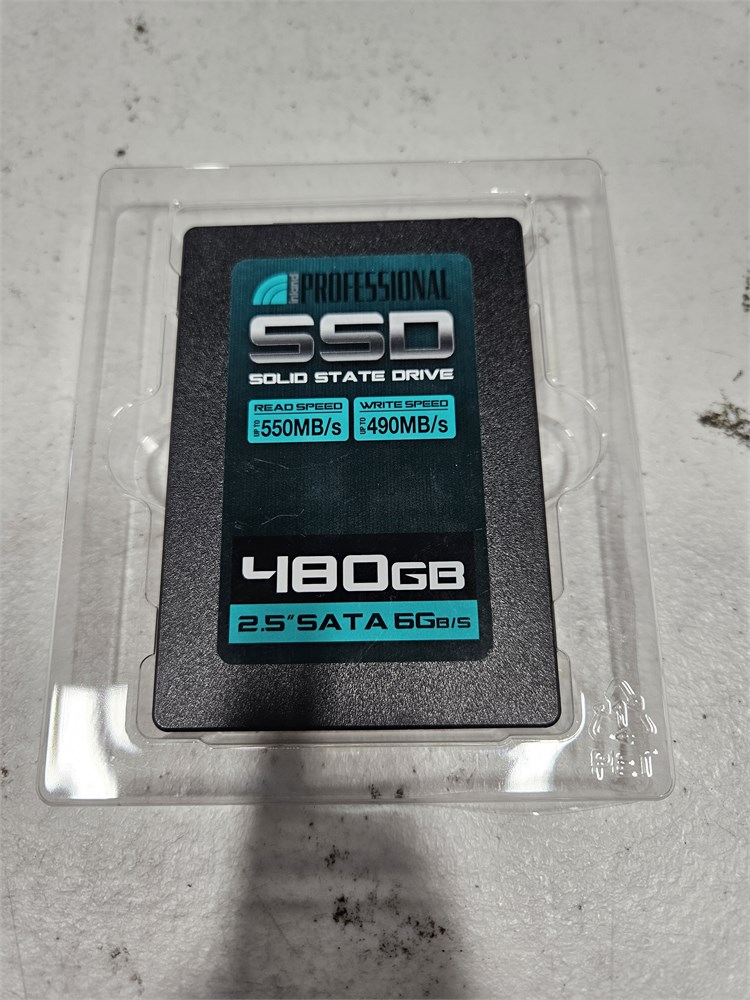 inland PROFESSIONAL
SSD
SOLID STATE DRIVE
READ SPEED
UP TO 550MB/s
WRITE SPEED
UP TO 490MB/s
480GB
2.5" SATA 6GB/S